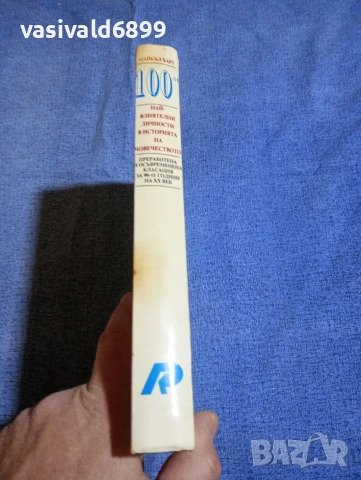 vasivald6899
МАЙКЪЛ ХАРТ
100ТЕ
НАЙ-
ВЛИЯТЕЛНИ
ЛИЧНОСТИ
В ИСТОРИЯТА
НА
ЧОВЕЧЕСТВОТО
ПРЕРАБОТЕНА
И ОСЪВРЕМЕНЕНА
КЛАСАЦИЯ
ЗА 90-ТЕ ГОДИНИ
НА XX ВЕК
BAZAR